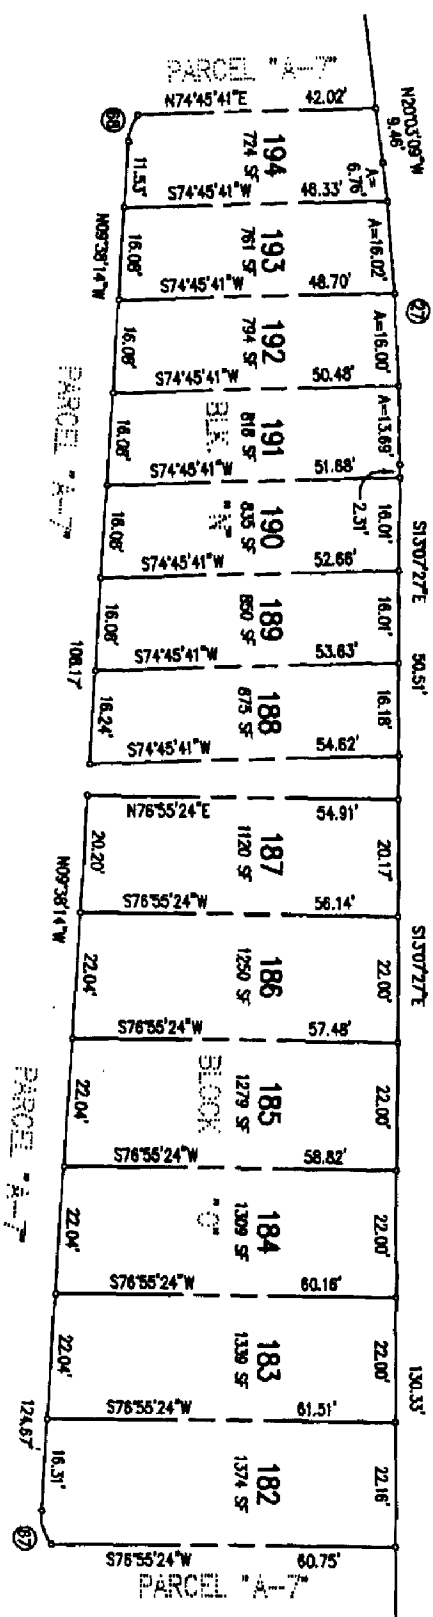 PARCEL "A-7"
N20°03'09"W
9.46'
N74°45'41"E
42.02'
68
194
724 SF
A=
6.76'
11.53'
S74°45'41"W
46.33'
193
761 SF
A=16.02'
16.08'
N09°38'14"W
S74°45'41"W
48.70'
27
192
794 SF
A=16.00'
16.08'
S74°45'41"W
50.48'
PARCEL "A-7"
BLK.
191
818 SF
A=13.69'
16.08'
S74°45'41"W
51.68'
2.31'
190
835 SF
16.01'
16.08'
S74°45'41"W
52.66'
S13°07'27"E
50.51'
189
850 SF
16.01'
16.08'
S74°45'41"W
53.63'
108.17'
188
875 SF
16.18'
16.24'
S74°45'41"W
54.62'
N76°55'24"E
54.91'
187
1120 SF
20.17'
20.20'
N09°38'14"W
S76°55'24"W
56.14'
S13°07'27"E
186
1250 SF
22.00'
22.04'
S76°55'24"W
57.48'
BLOCK
185
1279 SF
22.00'
22.04'
S76°55'24"W
58.82'
PARCEL "A-7"
184
1309 SF
22.00'
22.04'
S76°55'24"W
60.16'
183
1339 SF
22.00'
22.04'
S76°55'24"W
61.51'
130.33'
124.67'
182
1374 SF
22.16'
16.31'
67
S76°55'24"W
60.75'
PARCEL "A-7"